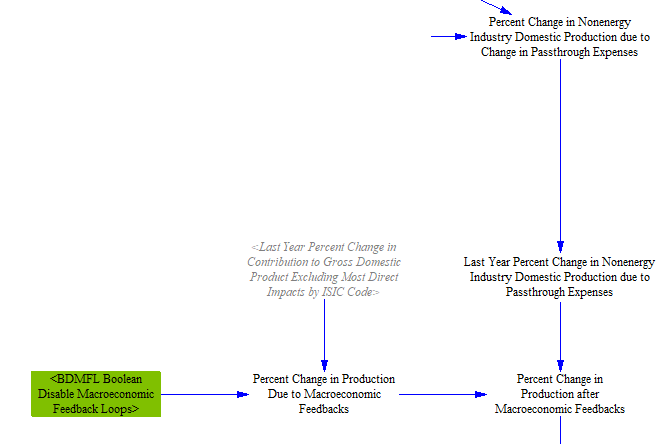 Percent Change in Nonenergy
Industry Domestic Production due to
Change in Passthrough Expenses
<Last Year Percent Change in
Contribution to Gross Domestic
Product Excluding Most Direct
Impacts by ISIC Code>
Last Year Percent Change in Nonenergy
Industry Domestic Production due to
Passthrough Expenses
<BDMFL Boolean
Disable Macroeconomic
Feedback Loops>
Percent Change in Production
Due to Macroeconomic
Feedbacks
Percent Change in
Production after
Macroeconomic Feedbacks